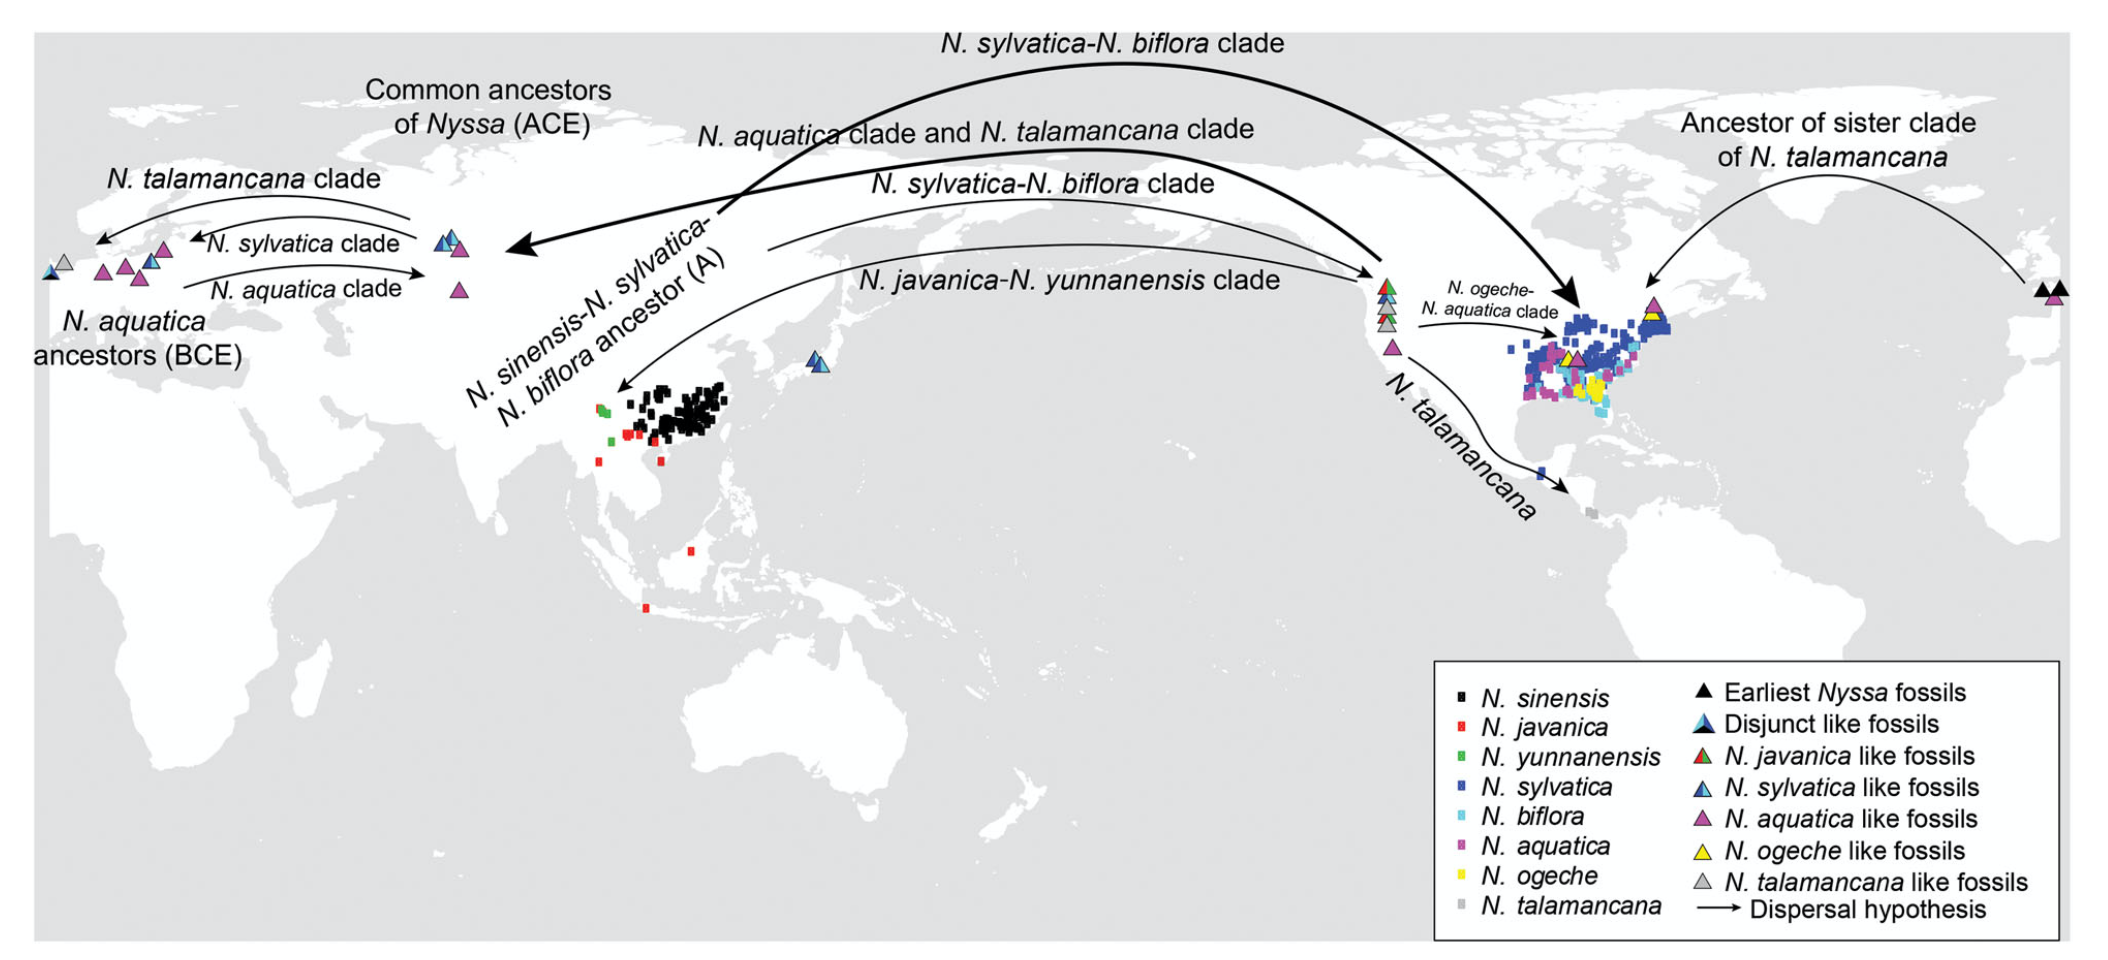 N. sylvatica-N. biflora clade
Common ancestors
of Nyssa (ACE)
N. aquatica clade and N. talamancana clade
Ancestor of sister clade
of N. talamancana
N. talamancana clade
N. sylvatica-N. biflora clade
N. sylvatica clade
N. aquatica clade
N. javanica-N. yunnanensis clade
N. ogeche-
N. aquatica clade
N. aquatica
ancestors (BCE)
N. sinensis-N. sylvatica-
N. biflora ancestor (A)
N. talamancana
N. sinensis
N. javanica
N. yunnanensis
N. sylvatica
N. biflora
N. aquatica
N. ogeche
N. talamancana
Earliest Nyssa fossils
Disjunct like fossils
N. javanica like fossils
N. sylvatica like fossils
N. aquatica like fossils
N. ogeche like fossils
N. talamancana like fossils
Dispersal hypothesis